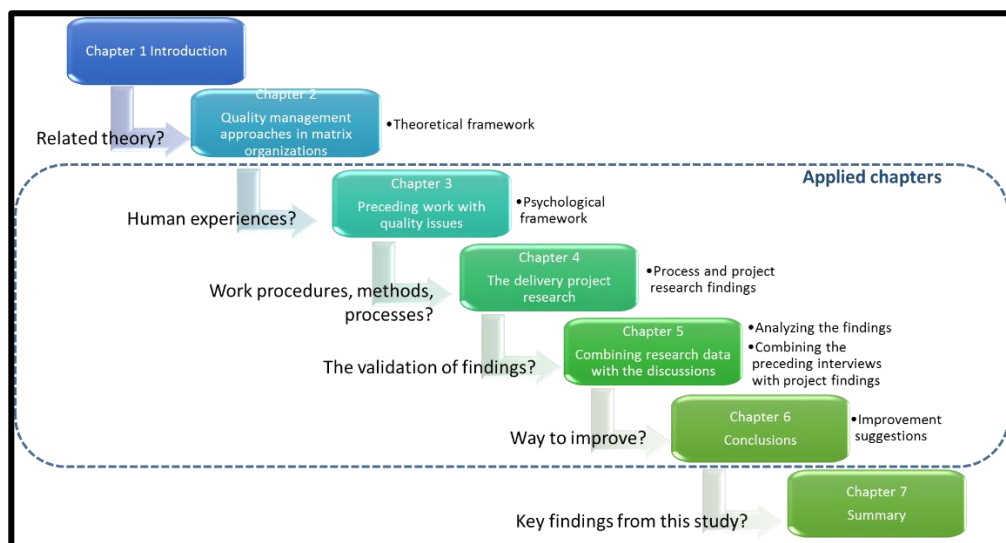 Chapter 1 Introduction
Related theory?
Chapter 2
Quality management
approaches in matrix
organizations
•Theoretical framework
Applied chapters
Human experiences?
Chapter 3
Preceding work with
quality issues
•Psychological
framework
Work procedures, methods,
processes?
Chapter 4
The delivery project
research
•Process and project
research findings
The validation of findings?
Chapter 5
Combining research data
with the discussions
•Analyzing the findings
•Combining the
preceding interviews
with project findings
Way to improve?
Chapter 6
Conclusions
•Improvement
suggestions
Key findings from this study?
Chapter 7
Summary